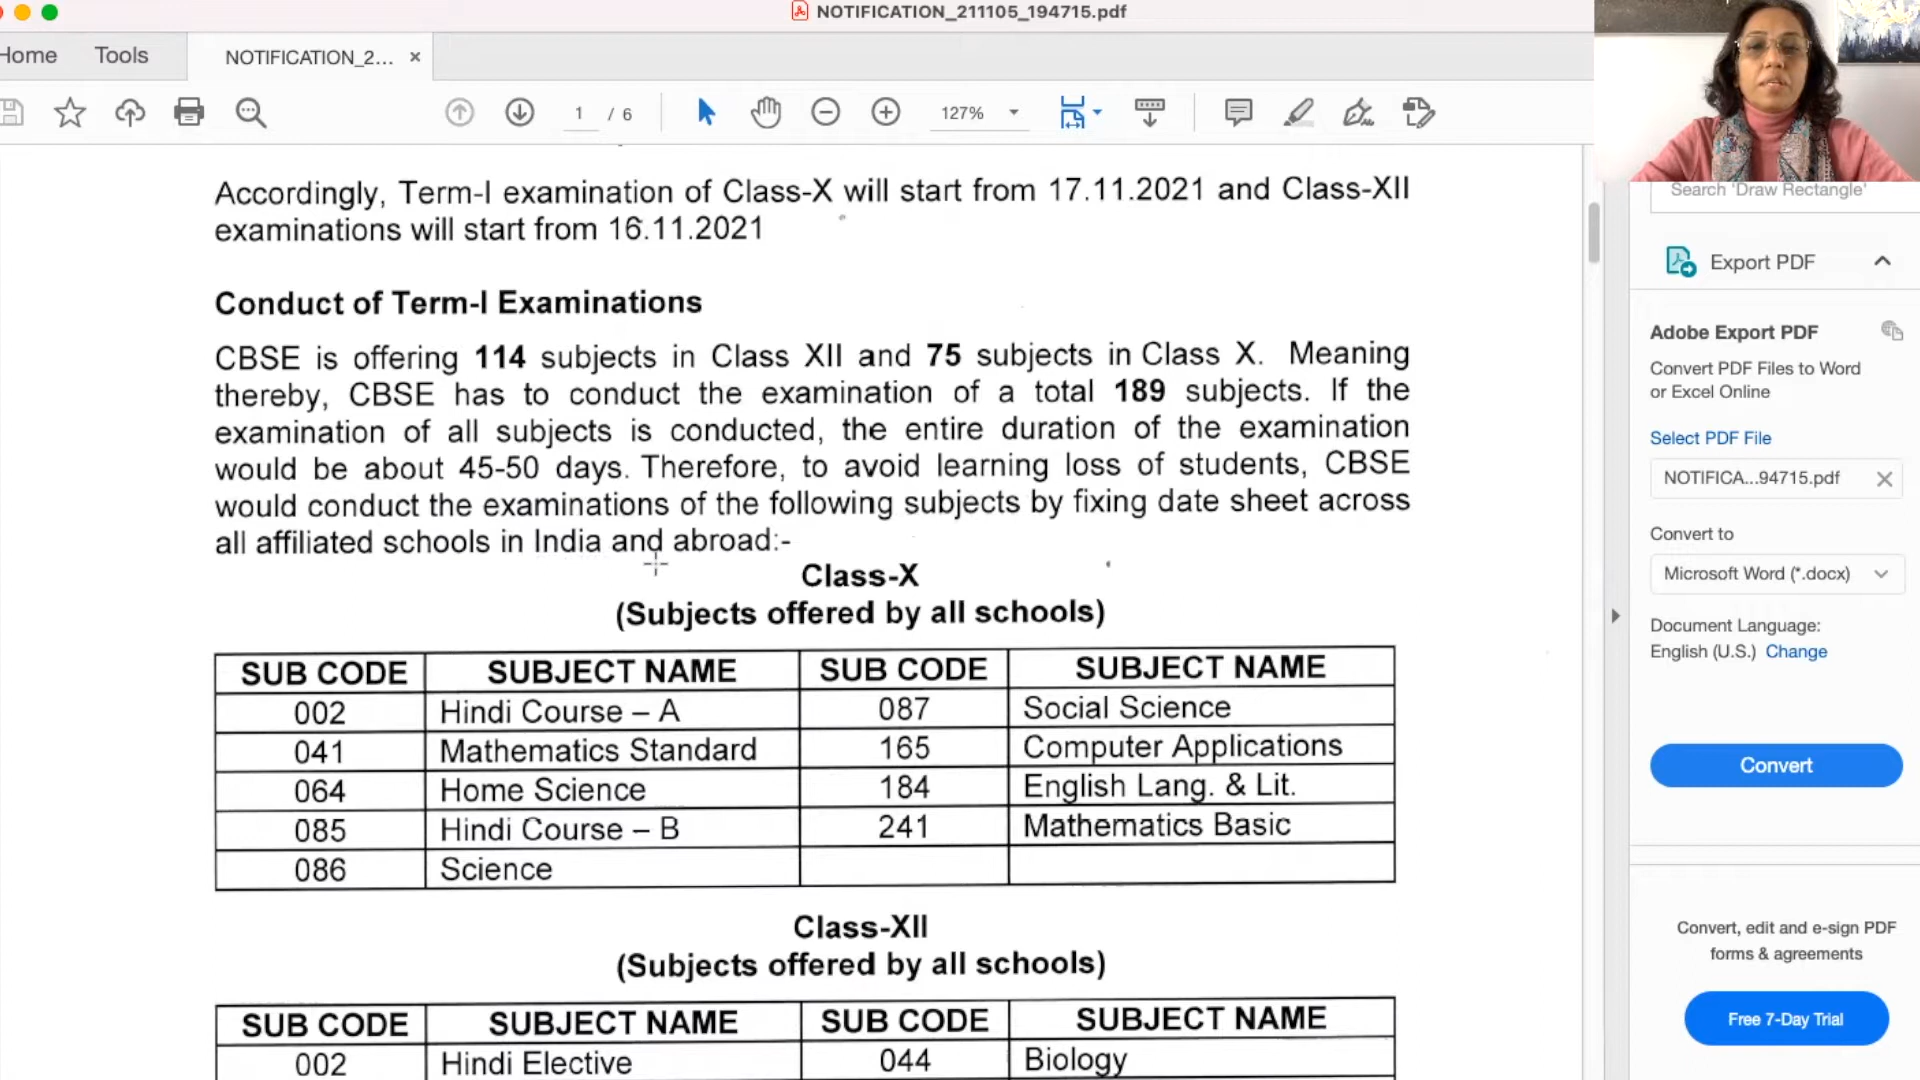 NOTIFICATION_211105_194715.pdf
Home Tools NOTIFICATION_2... ×
1 / 6 127%
Accordingly, Term-I examination of Class-X will start from 17.11.2021 and Class-XII
examinations will start from 16.11.2021
Conduct of Term-I Examinations
CBSE is offering 114 subjects in Class XII and 75 subjects in Class X. Meaning
thereby, CBSE has to conduct the examination of a total 189 subjects. If the
examination of all subjects is conducted, the entire duration of the examination
would be about 45-50 days. Therefore, to avoid learning loss of students, CBSE
would conduct the examinations of the following subjects by fixing date sheet across
all affiliated schools in India and abroad:-
Class-X
(Subjects offered by all schools)
SUB CODE SUBJECT NAME SUB CODE SUBJECT NAME
002 Hindi Course – A 087 Social Science
041 Mathematics Standard 165 Computer Applications
064 Home Science 184 English Lang. & Lit.
085 Hindi Course – B 241 Mathematics Basic
086 Science
Class-XII
(Subjects offered by all schools)
SUB CODE SUBJECT NAME SUB CODE SUBJECT NAME
002 Hindi Elective 044 Biology
Search 'Draw Rectangle'
Export PDF
Adobe Export PDF
Convert PDF Files to Word
or Excel Online
Select PDF File
NOTIFICA...94715.pdf
Convert to
Microsoft Word (*.docx)
Document Language:
English (U.S.) Change
Convert
Convert, edit and e-sign PDF
forms & agreements
Free 7-Day Trial